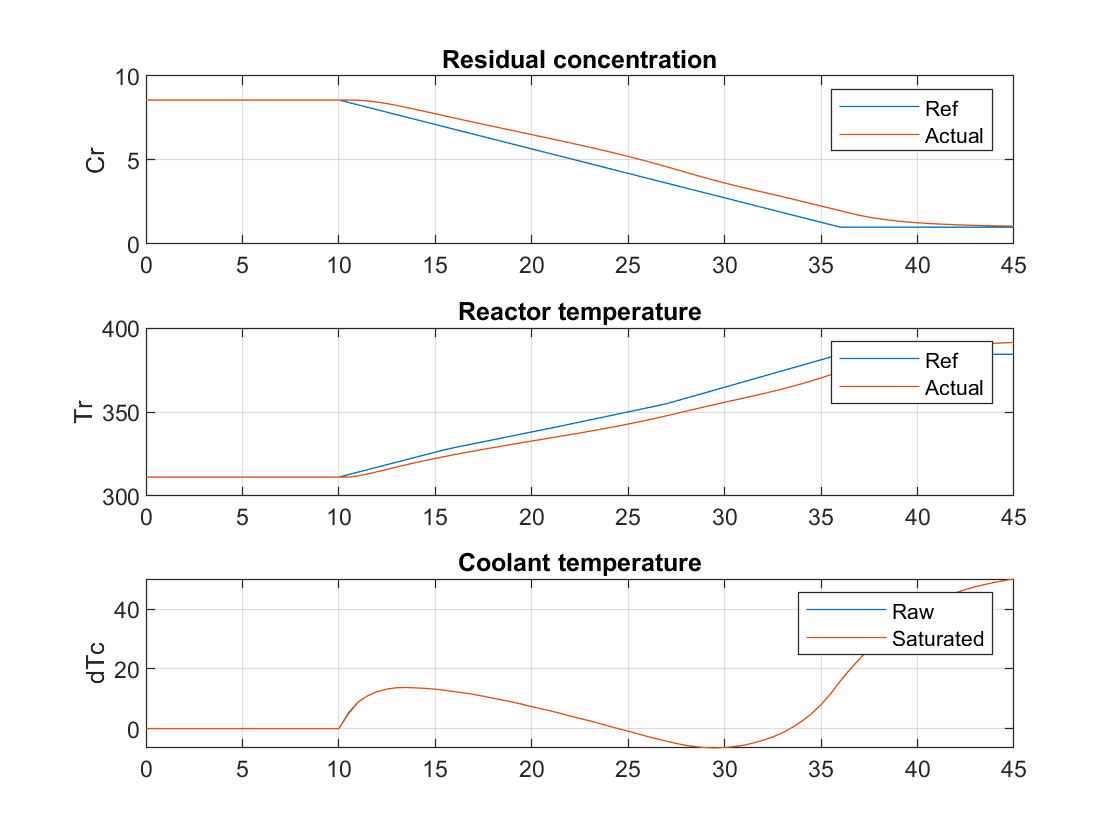 Residual concentration
10
5
0
Cr
Ref
Actual
0 5 10 15 20 25 30 35 40 45
Reactor temperature
400
350
300
Tr
Ref
Actual
0 5 10 15 20 25 30 35 40 45
Coolant temperature
40
20
0
dTc
Raw
Saturated
0 5 10 15 20 25 30 35 40 45